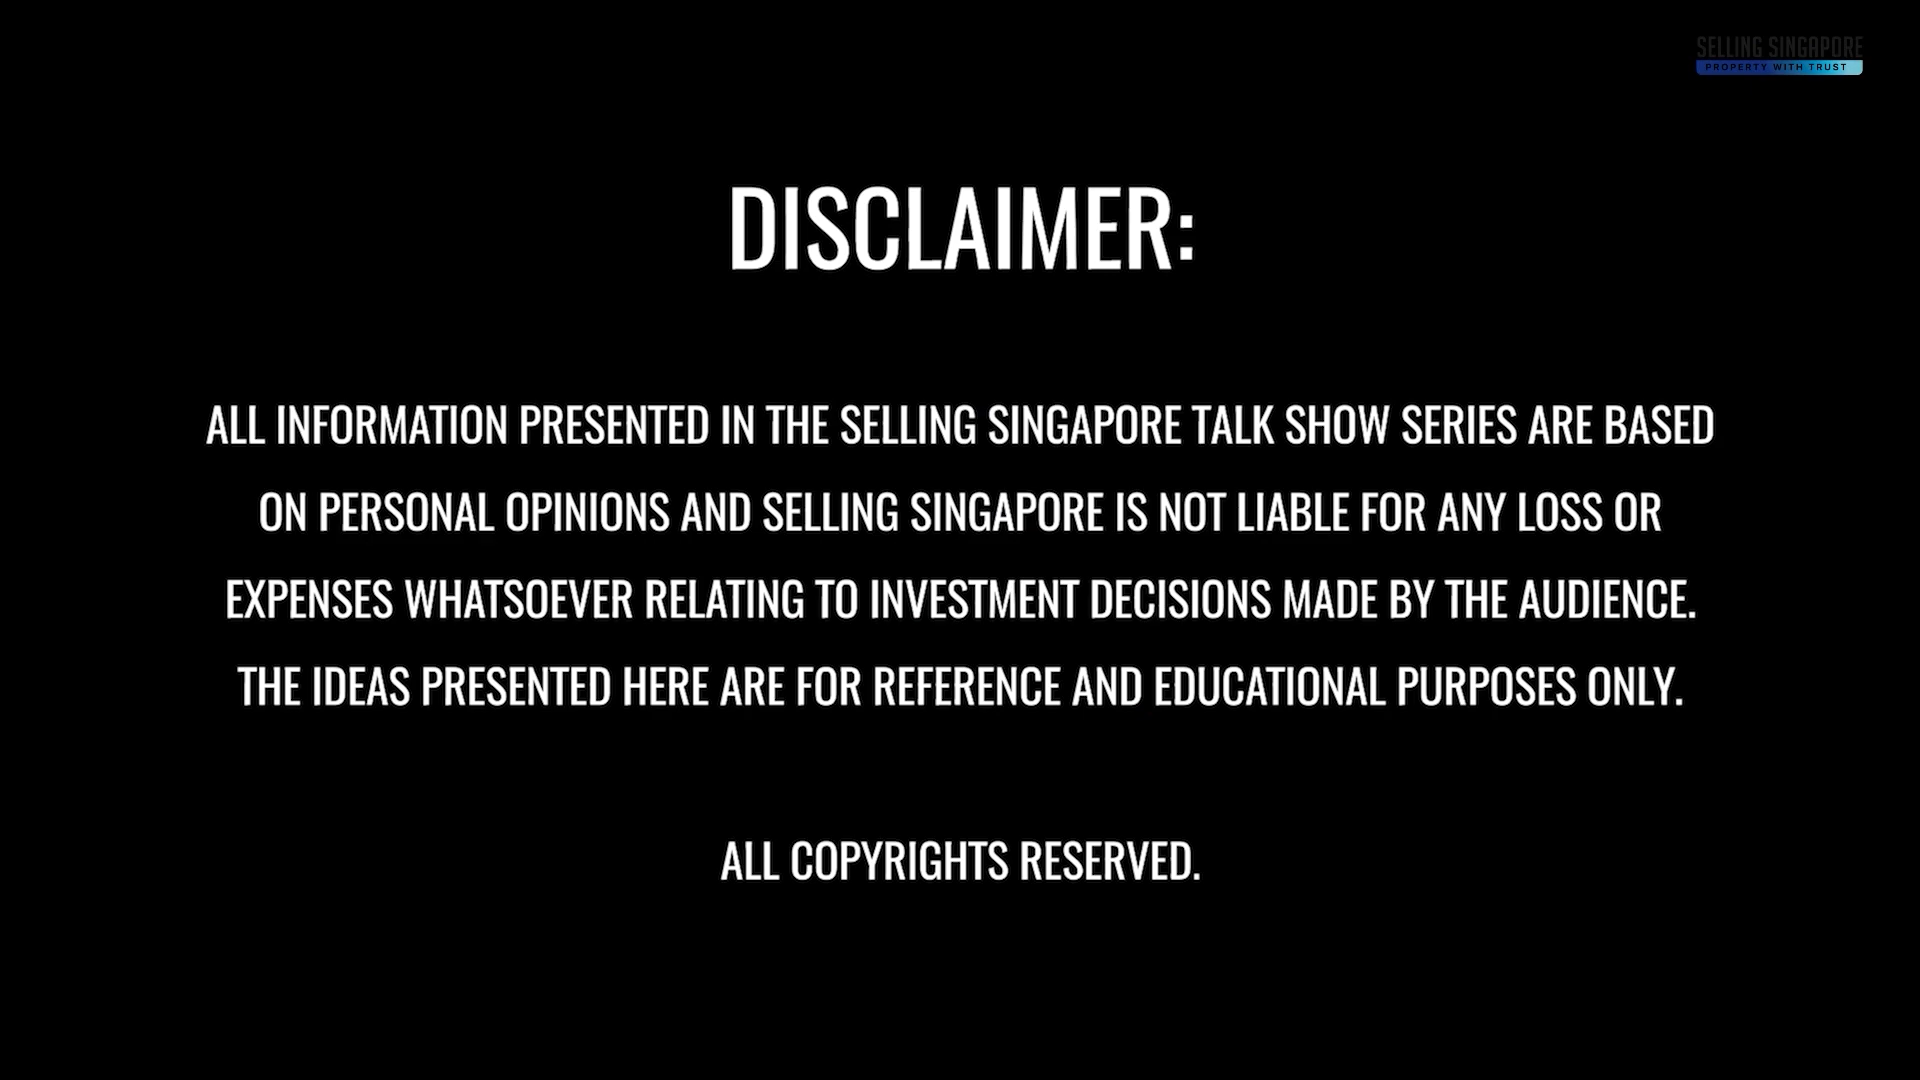 SELLING SINGAPORE
PROPERTY WITH TRUST
DISCLAIMER:
ALL INFORMATION PRESENTED IN THE SELLING SINGAPORE TALK SHOW SERIES ARE BASED
ON PERSONAL OPINIONS AND SELLING SINGAPORE IS NOT LIABLE FOR ANY LOSS OR
EXPENSES WHATSOEVER RELATING TO INVESTMENT DECISIONS MADE BY THE AUDIENCE.
THE IDEAS PRESENTED HERE ARE FOR REFERENCE AND EDUCATIONAL PURPOSES ONLY.
ALL COPYRIGHTS RESERVED.